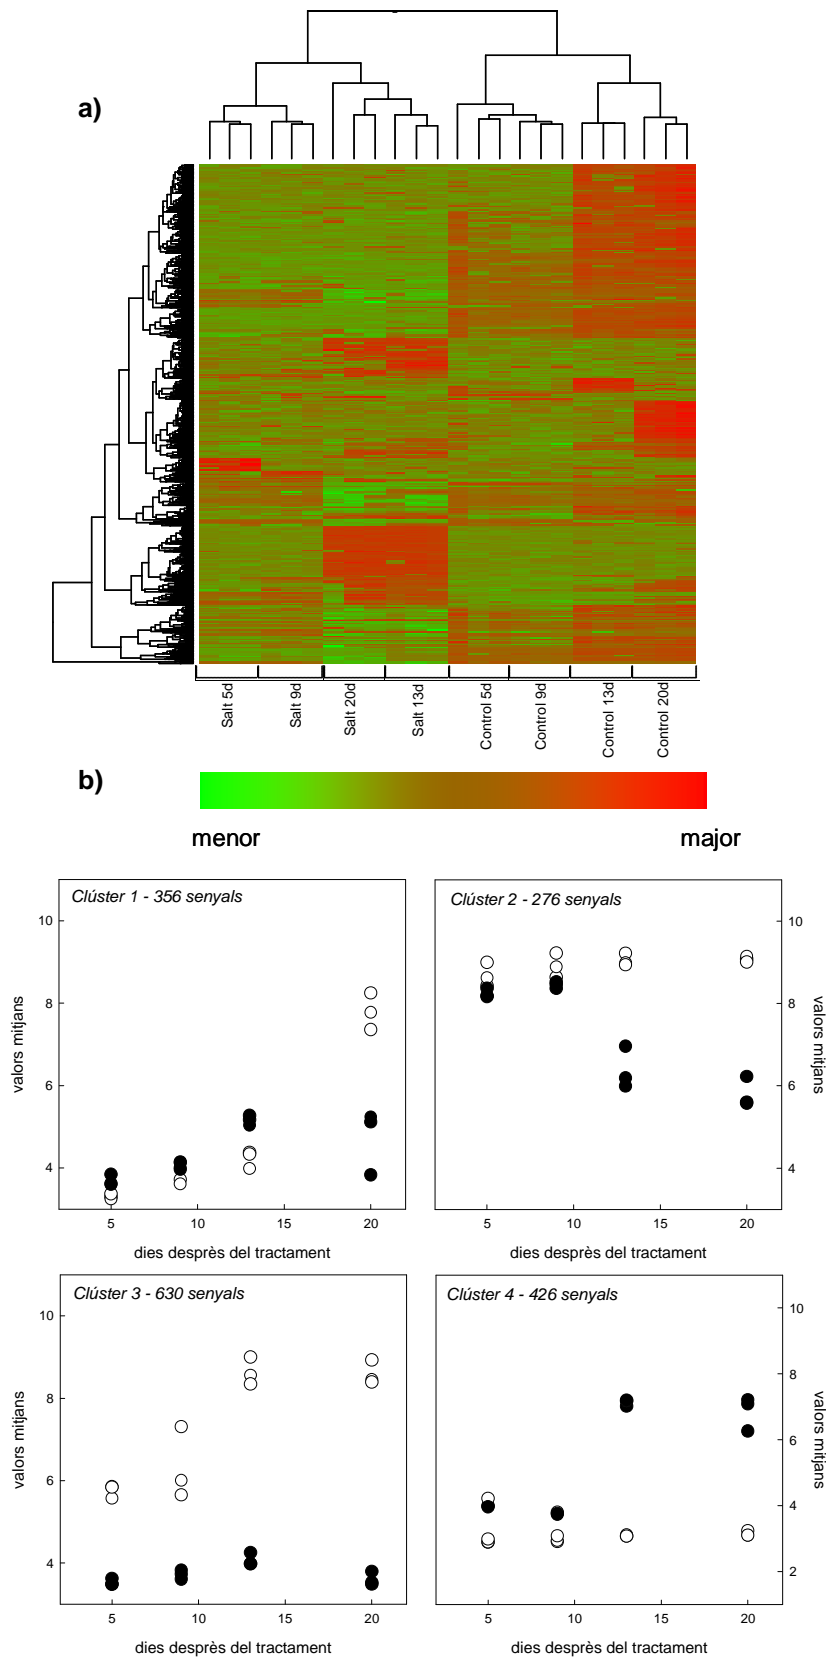 a)
Salt 5d
Salt 9d
Salt 20d
Salt 13d
Control 5d
Control 9d
Control 13d
Control 20d
b)
menor
major
Clúster 1 - 356 senyals
10
8
6
4
valors mitjans
5
10
15
20
dies desprès del tractament
Clúster 2 - 276 senyals
10
8
6
4
valors mitjans
5
10
15
20
dies desprès del tractament
Clúster 3 - 630 senyals
10
8
6
4
valors mitjans
5
10
15
20
dies desprès del tractament
Clúster 4 - 426 senyals
10
8
6
4
2
valors mitjans
5
10
15
20
dies desprès del tractament